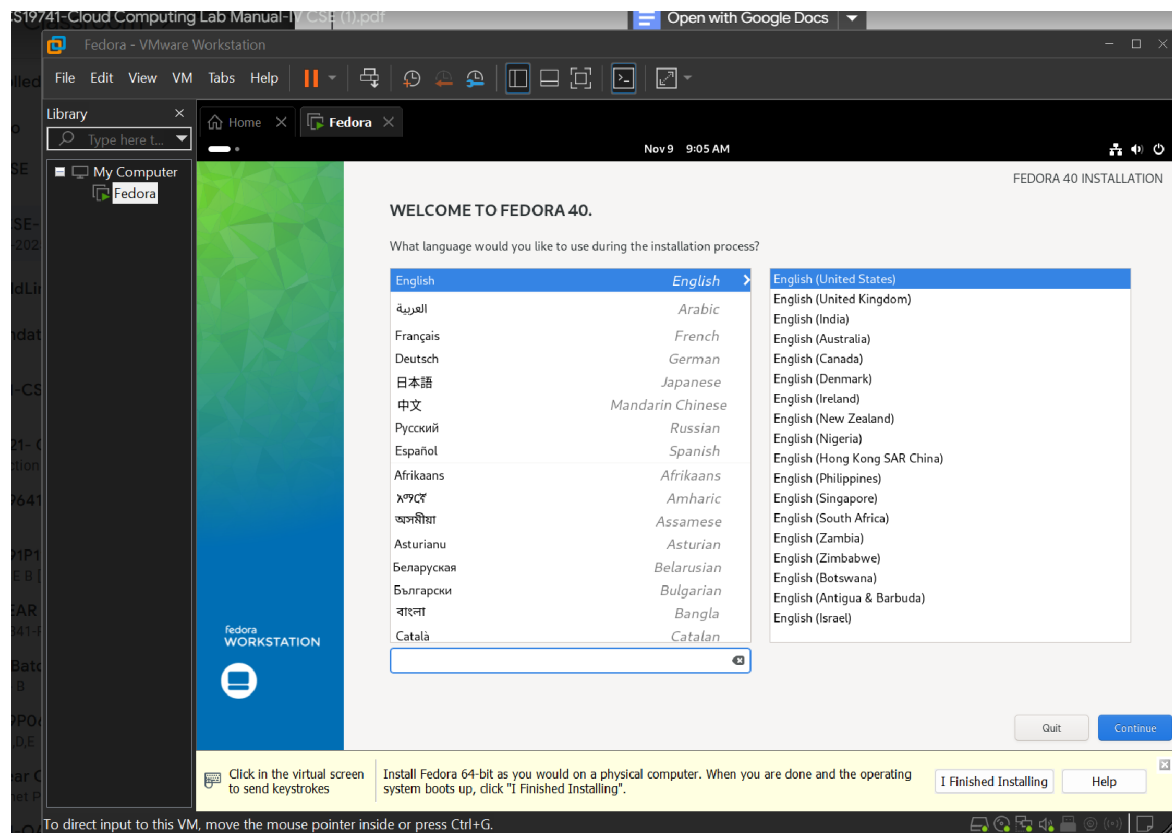 S19741-Cloud Computing Lab Manual-IV CSE (1).pdf
Open with Google Docs
Fedora - VMware Workstation
File Edit View VM Tabs Help
Library
Type here t...
My Computer
Fedora
Home
Fedora
Nov 9 9:05 AM
FEDORA 40 INSTALLATION
WELCOME TO FEDORA 40.
What language would you like to use during the installation process?
English English
العربية Arabic
Français French
Deutsch German
日本語 Japanese
中文 Mandarin Chinese
Русский Russian
Español Spanish
Afrikaans Afrikaans
አማርኛ Amharic
অসমীয়া Assamese
Asturianu Asturian
Беларуская Belarusian
Български Bulgarian
বাংলা Bangla
Català Catalan
English (United States)
English (United Kingdom)
English (India)
English (Australia)
English (Canada)
English (Denmark)
English (Ireland)
English (New Zealand)
English (Nigeria)
English (Hong Kong SAR China)
English (Philippines)
English (Singapore)
English (South Africa)
English (Zambia)
English (Zimbabwe)
English (Botswana)
English (Antigua & Barbuda)
English (Israel)
fedora
WORKSTATION
Quit
Continue
Click in the virtual screen
to send keystrokes
Install Fedora 64-bit as you would on a physical computer. When you are done and the operating
system boots up, click "I Finished Installing".
I Finished Installing
Help
To direct input to this VM, move the mouse pointer inside or press Ctrl+G.